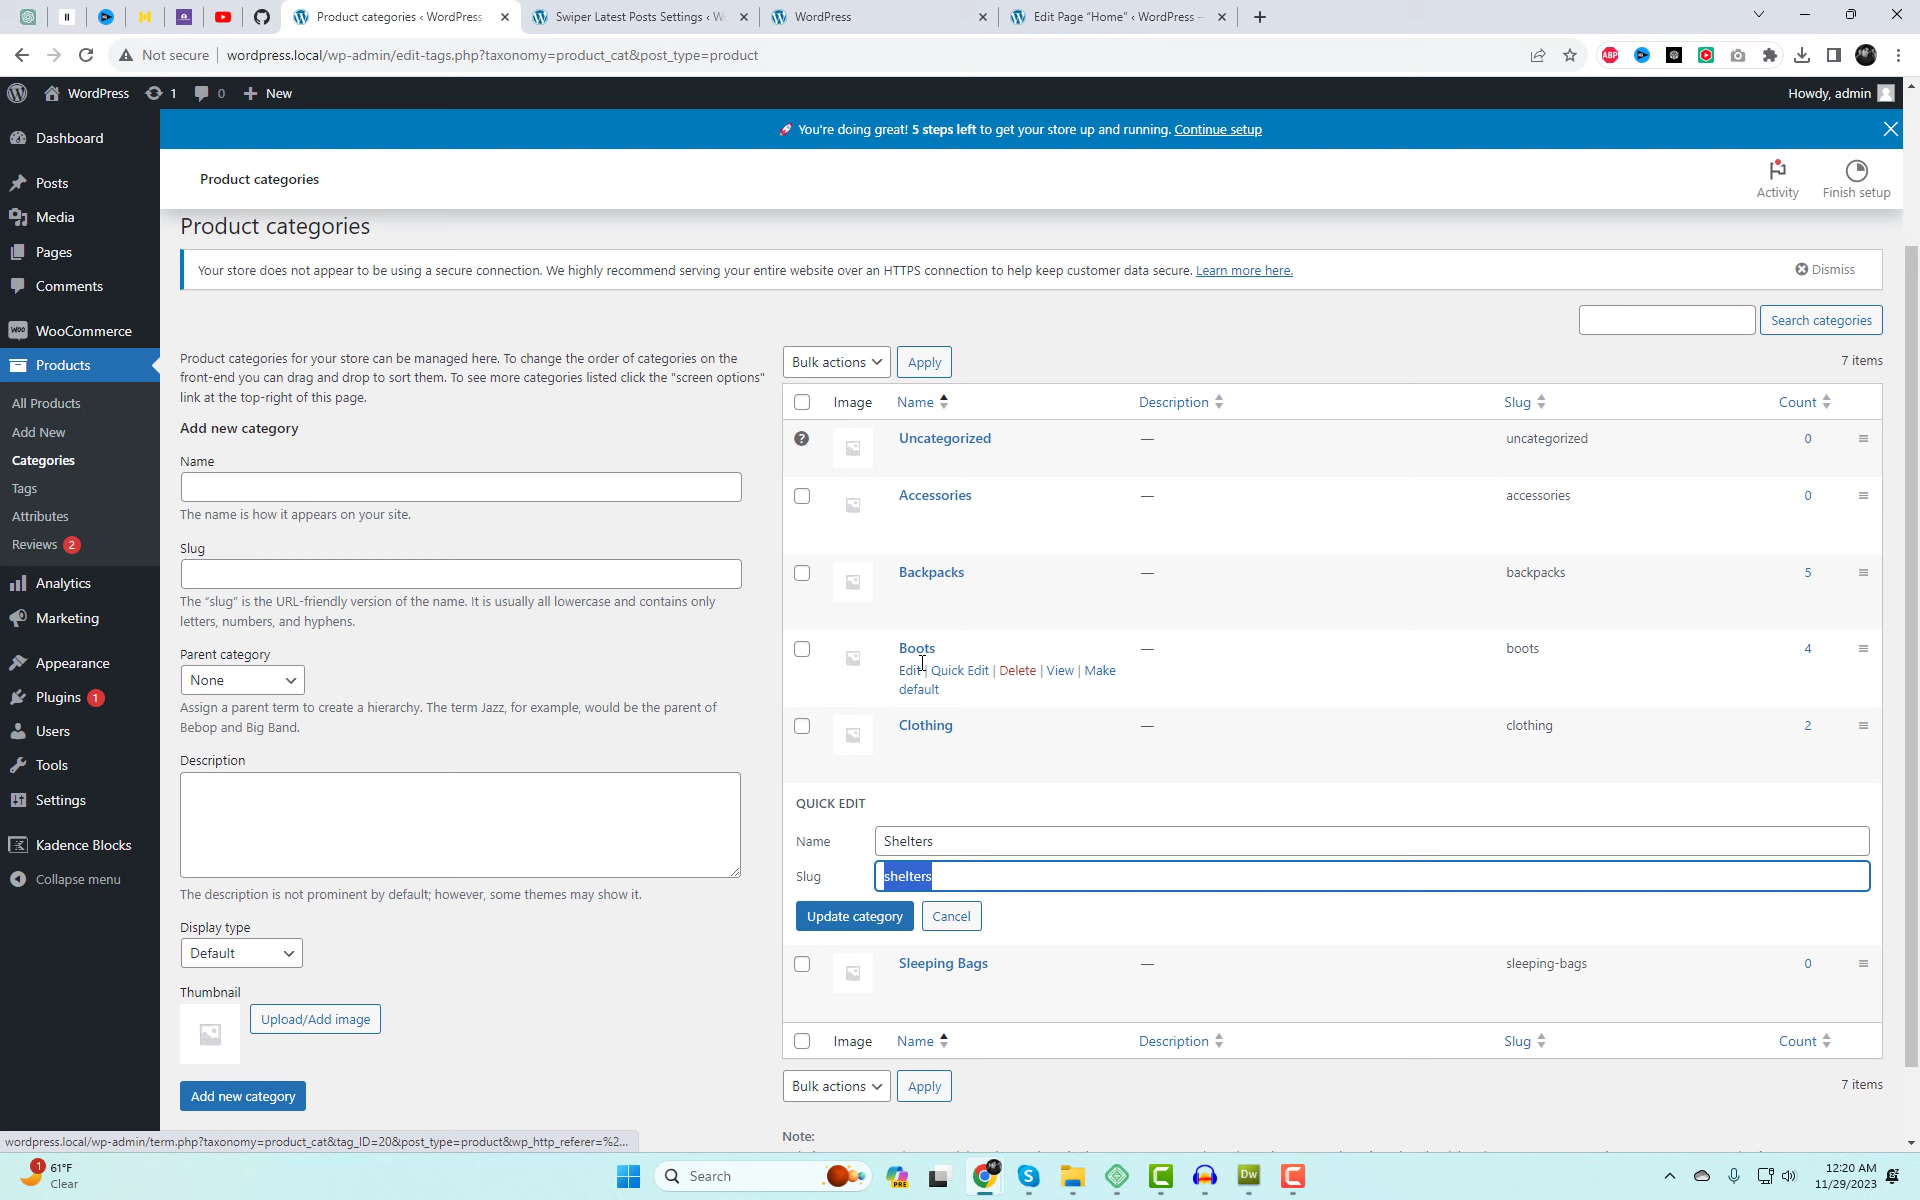 Product categories ‹ WordPress
Swiper Latest Posts Settings ‹ W
WordPress
Edit Page “Home” ‹ WordPress –
Not secure
wordpress.local/wp-admin/edit-tags.php?taxonomy=product_cat&post_type=product
WordPress
1
0
New
Howdy, admin
Dashboard
Posts
Media
Pages
Comments
WooCommerce
Products
All Products
Add New
Categories
Tags
Attributes
Reviews 2
Analytics
Marketing
Appearance
Plugins 1
Users
Tools
Settings
Kadence Blocks
Collapse menu
You're doing great! 5 steps left to get your store up and running. Continue setup
Product categories
Activity
Finish setup
Product categories
Your store does not appear to be using a secure connection. We highly recommend serving your entire website over an HTTPS connection to help keep customer data secure. Learn more here.
Dismiss
Search categories
Product categories for your store can be managed here. To change the order of categories on the
front-end you can drag and drop to sort them. To see more categories listed click the "screen options"
link at the top-right of this page.
Add new category
Name
The name is how it appears on your site.
Slug
The “slug” is the URL-friendly version of the name. It is usually all lowercase and contains only
letters, numbers, and hyphens.
Parent category
None
Assign a parent term to create a hierarchy. The term Jazz, for example, would be the parent of
Bebop and Big Band.
Description
The description is not prominent by default; however, some themes may show it.
Display type
Default
Thumbnail
Upload/Add image
Add new category
Bulk actions
Apply
7 items
Image Name Description Slug Count
Uncategorized — uncategorized 0
Accessories — accessories 0
Backpacks — backpacks 5
Boots — boots 4
Edit | Quick Edit | Delete | View | Make
default
Clothing — clothing 2
QUICK EDIT
Name Shelters
Slug shelters
Update category
Cancel
Sleeping Bags — sleeping-bags 0
Image Name Description Slug Count
Bulk actions
Apply
7 items
Note:
wordpress.local/wp-admin/term.php?taxonomy=product_cat&tag_ID=20&post_type=product&wp_http_referer=%2...
1
61°F
Clear
Search
PRE
Dw
12:20 AM
11/29/2023